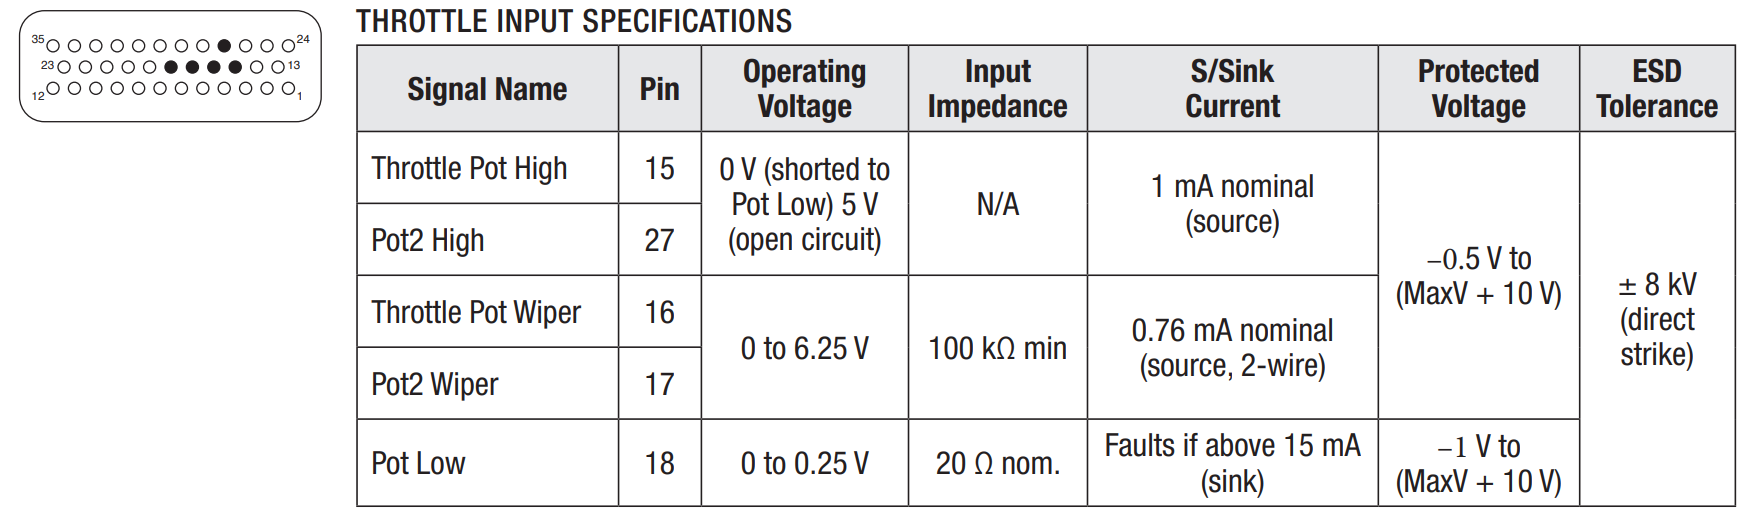 THROTTLE INPUT SPECIFICATIONS
35
24
23
13
12
1
Signal Name
Pin
Operating
Voltage
Input
Impedance
S/Sink
Current
Protected
Voltage
ESD
Tolerance
Throttle Pot High
15
0 V (shorted to
Pot Low) 5 V
(open circuit)
N/A
1 mA nominal
(source)
–0.5 V to
(MaxV + 10 V)
± 8 kV
(direct
strike)
Pot2 High
27
Throttle Pot Wiper
16
0 to 6.25 V
100 kΩ min
0.76 mA nominal
(source, 2-wire)
Pot2 Wiper
17
Pot Low
18
0 to 0.25 V
20 Ω nom.
Faults if above 15 mA
(sink)
–1 V to
(MaxV + 10 V)